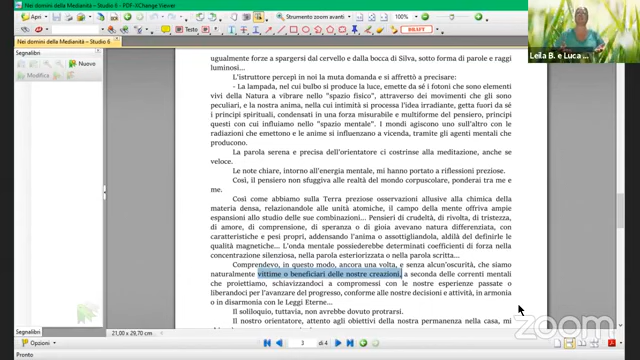 Nei domini della Medianità – Studio 6 - PDF-XChange Viewer
Strumento zoom avanti
100%
DRAFT
Nei domini della Medianità – Studio 6
Segnalibri
Nuovo
Modifica
Leila B. e Luca
ugualmente forze a spargersi dal cervello e dalla bocca di Silva, sotto forma di parole e raggi
luminosi...
L'istruttore percepì in noi la muta domanda e si affrettò a precisare:
- La lampada, nel cui bulbo si produce la luce, emette da sé i fotoni che sono elementi
vivi della Natura a vibrare nello "spazio fisico", attraverso dei movimenti che gli sono
peculiari, e la nostra anima, nella cui intimità si processa l'idea irradiante, getta fuori da sé
i principi spirituali, condensati in una forza misurabile e multiforme del pensiero, principi
questi con cui influiamo nello "spazio mentale". I mondi agiscono uno sull'altro con le
radiazioni che emettono e le anime si influenzano a vicenda, tramite gli agenti mentali che
producono.
La parola serena e precisa dell'orientatore ci costrinse alla meditazione, anche se
veloce.
Le note chiare, intorno all'energia mentale, mi hanno portato a riflessioni preziose.
Così, il pensiero non sfuggiva alle realtà del mondo corpuscolare, ponderai tra me e
me.
Così come abbiamo sulla Terra preziose osservazioni allusive alla chimica della
materia densa, relazionandole alle unità atomiche, il campo della mente offriva ampie
espansioni allo studio delle sue combinazioni... Pensieri di crudeltà, di rivolta, di tristezza,
di amore, di comprensione, di speranza o di gioia avevano natura differenziata, con
caratteristiche e pesi propri, addensando l'anima o assottigliandola, aldilà del definirle le
qualità magnetiche... L'onda mentale possiederebbe determinati coefficienti di forza nella
concentrazione silenziosa, nella parola esteriorizzata o nella parola scritta...
Comprendevo, in questo modo, ancora una volta, e senza alcun'oscurità, che siamo
naturalmente vittime o beneficiari delle nostre creazioni, a seconda delle correnti mentali
che proiettiamo, schiavizzandoci a compromessi con le nostre esperienze passate o
liberandoci per l'avanzare del progresso, conforme alle nostre decisioni e attività, in armonia
o in disarmonia con le Leggi Eterne...
Il soliloquio, tuttavia, non avrebbe dovuto protrarsi.
Il nostro orientatore, attento agli obiettivi della nostra permanenza nella casa, mi
21,00 x 29,70 cm
Opzioni
3
di 4
Pronto
zoom